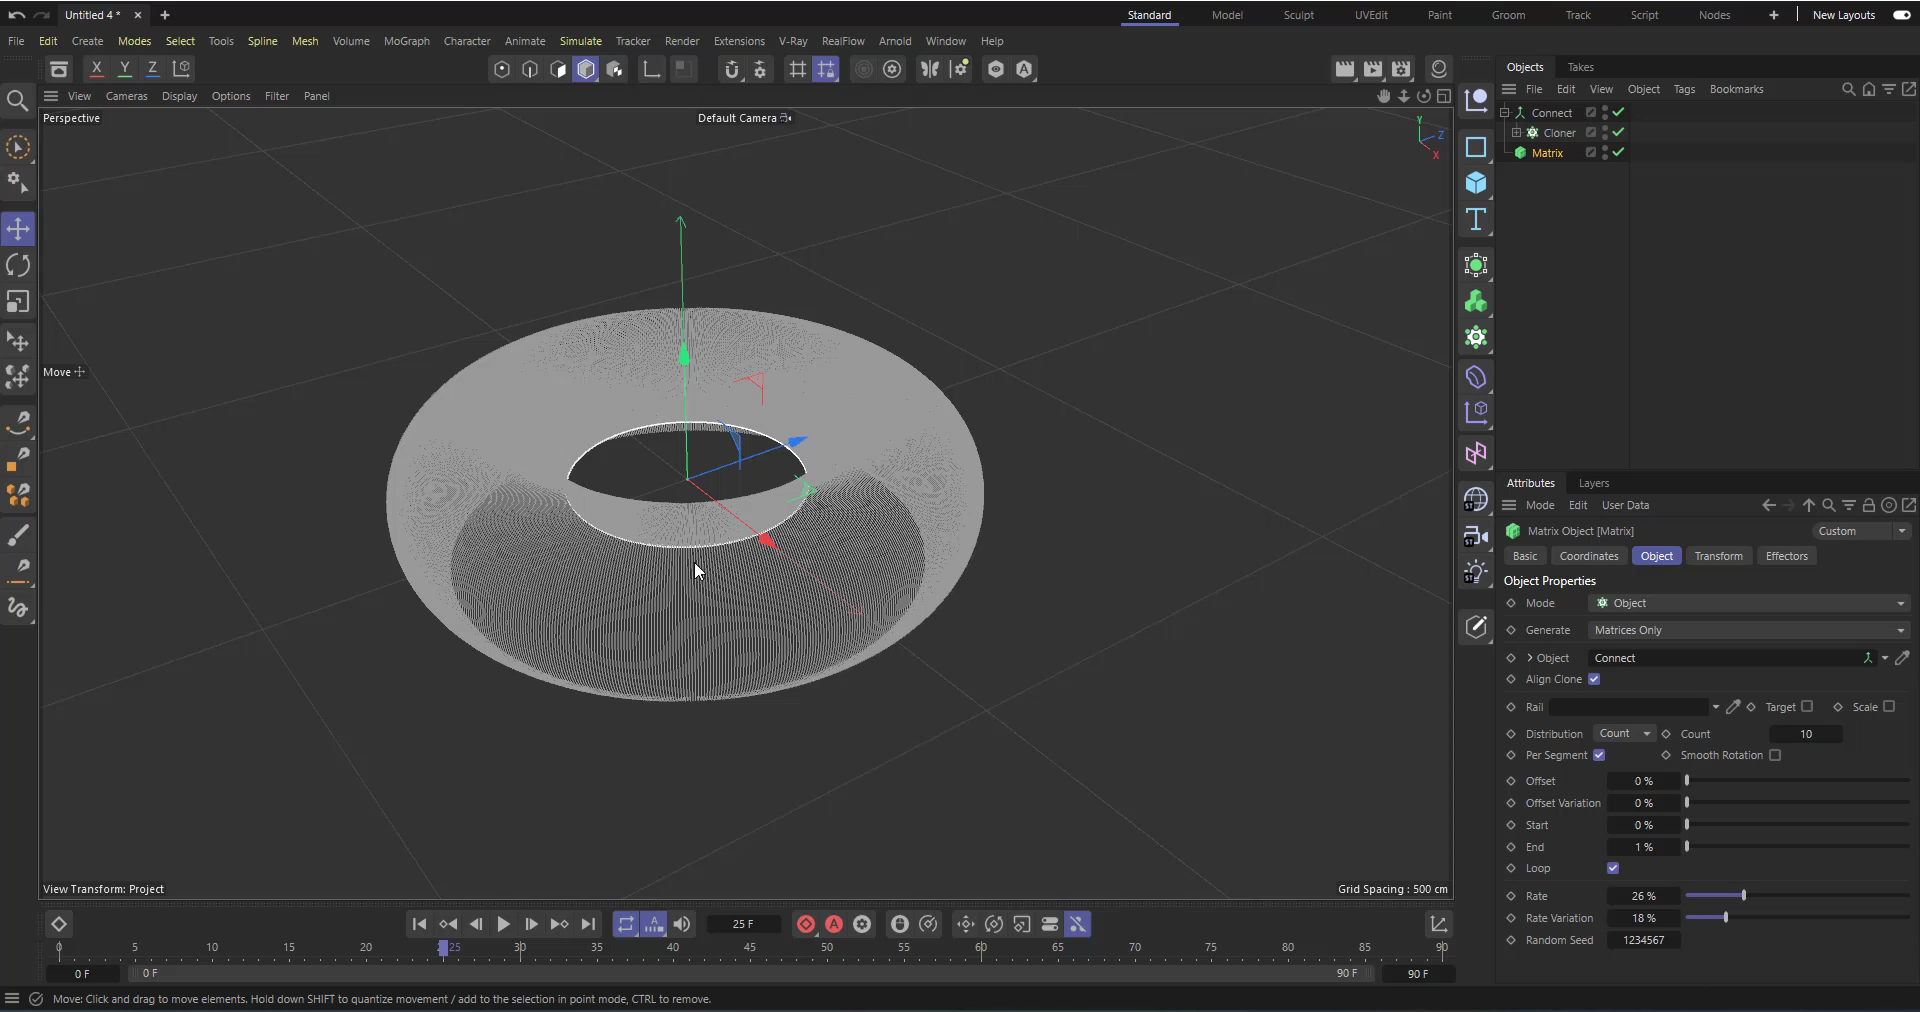 Untitled 4 *
Standard Model Sculpt UVEdit Paint Groom Track Script Nodes New Layouts
File Edit Create Modes Select Tools Spline Mesh Volume MoGraph Character Animate Simulate Tracker Render Extensions V-Ray RealFlow Arnold Window Help
X Y Z
Objects Takes
View Cameras Display Options Filter Panel
File Edit View Object Tags Bookmarks
Perspective
Default Camera
Y
Z
X
Connect
Cloner
Matrix
Move
Attributes Layers
Mode Edit User Data
Matrix Object [Matrix]
Custom
Basic Coordinates Object Transform Effectors
Object Properties
Mode Object
Generate Matrices Only
Object Connect
Align Clone
Rail Target Scale
Distribution Count Count 10
Per Segment Smooth Rotation
Offset 0 %
Offset Variation 0 %
Start 0 %
End 1 %
Loop
Rate 26 %
Rate Variation 18 %
Random Seed 1234567
View Transform: Project
Grid Spacing : 500 cm
25 F
0 5 10 15 20 25 30 35 40 45 50 55 60 65 70 75 80 85 90
0 F 0 F 90 F 90 F
Move: Click and drag to move elements. Hold down SHIFT to quantize movement / add to the selection in point mode, CTRL to remove.